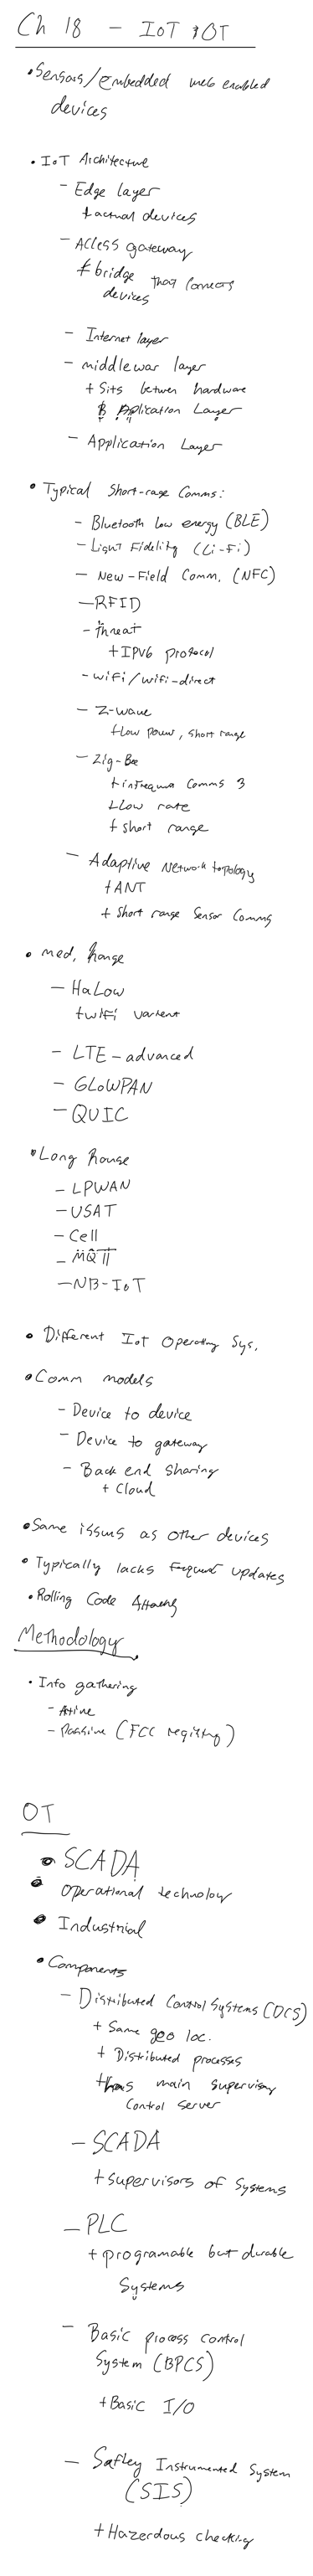 Ch 18 - IoT & OT
• Sensors/embedded web enabled
devices
• IoT Architecture
- Edge layer
+ actual devices
- Access gateway
+ bridge that connects
devices
- Internet layer
- middlewar layer
+ Sits betwen hardware
& Application Layer
- Application Layer
• Typical Short-rage Comms:
- Bluetooth low energy (BLE)
- Light Fidelity (Li-Fi)
- New-Field Comm. (NFC)
- RFID
- threat
+ IPV6 protocol
- wifi/wifi-direct
- Z-wave
+ low power, short range
- Zig-Bee
+ infrequent Comms
+ Low rate
+ short range
- Adaptive Network topology
+ ANT
+ Short range Sensor Comms
• med. Range
- HaLow
+ wifi varient
- LTE-advanced
- 6LoWPAN
- QUIC
• Long Range
- LPWAN
- VSAT
- Cell
- MQTT
- NB-IoT
• Different IoT Operating Sys.
• Comm models
- Device to device
- Device to gateway
- Back end Sharing
+ Cloud
• Same issues as other devices
• Typically lacks frequent updates
• Rolling Code Attacks
Methodology
• Info gathering
- Active
- Passive (FCC registry)
OT
• SCADA
• Operational technology
• Industrial
• Components
- Distributed Control Systems (DCS)
+ Same geo loc.
+ Distributed processes
+ has main supervisory
Control server
- SCADA
+ supervisors of Systems
- PLC
+ programable but durable
Systems
- Basic process control
System (BPCS)
+ Basic I/O
- Saftey Instrumented System
(SIS)
+ Hazerdous checking